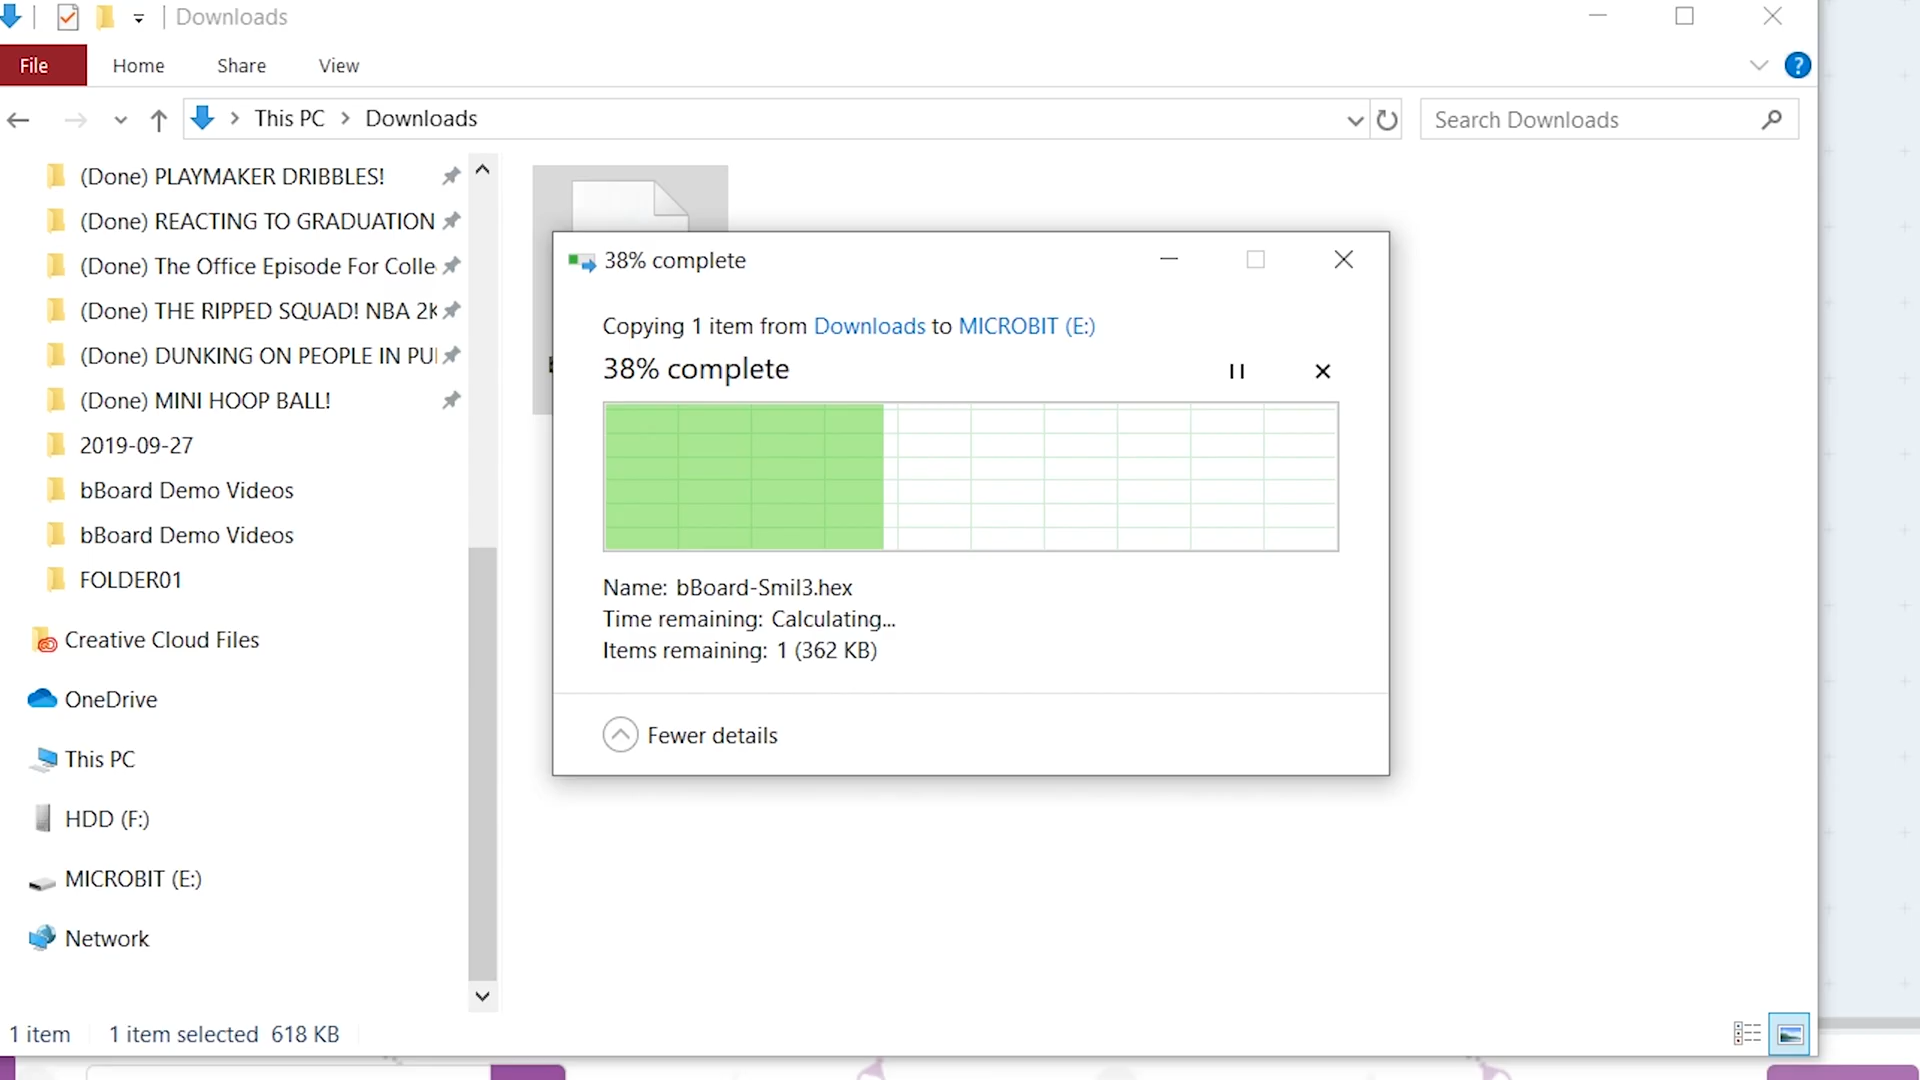 Downloads
File Home Share View
This PC Downloads
Search Downloads
(Done) PLAYMAKER DRIBBLES!
(Done) REACTING TO GRADUATION
(Done) The Office Episode For Colle
(Done) THE RIPPED SQUAD! NBA 2K
(Done) DUNKING ON PEOPLE IN PU
(Done) MINI HOOP BALL!
2019-09-27
bBoard Demo Videos
bBoard Demo Videos
FOLDER01
Creative Cloud Files
OneDrive
This PC
HDD (F:)
MICROBIT (E:)
Network
38% complete
Copying 1 item from Downloads to MICROBIT (E:)
38% complete
Name: bBoard-Smil3.hex
Time remaining: Calculating...
Items remaining: 1 (362 KB)
Fewer details
1 item 1 item selected 618 KB